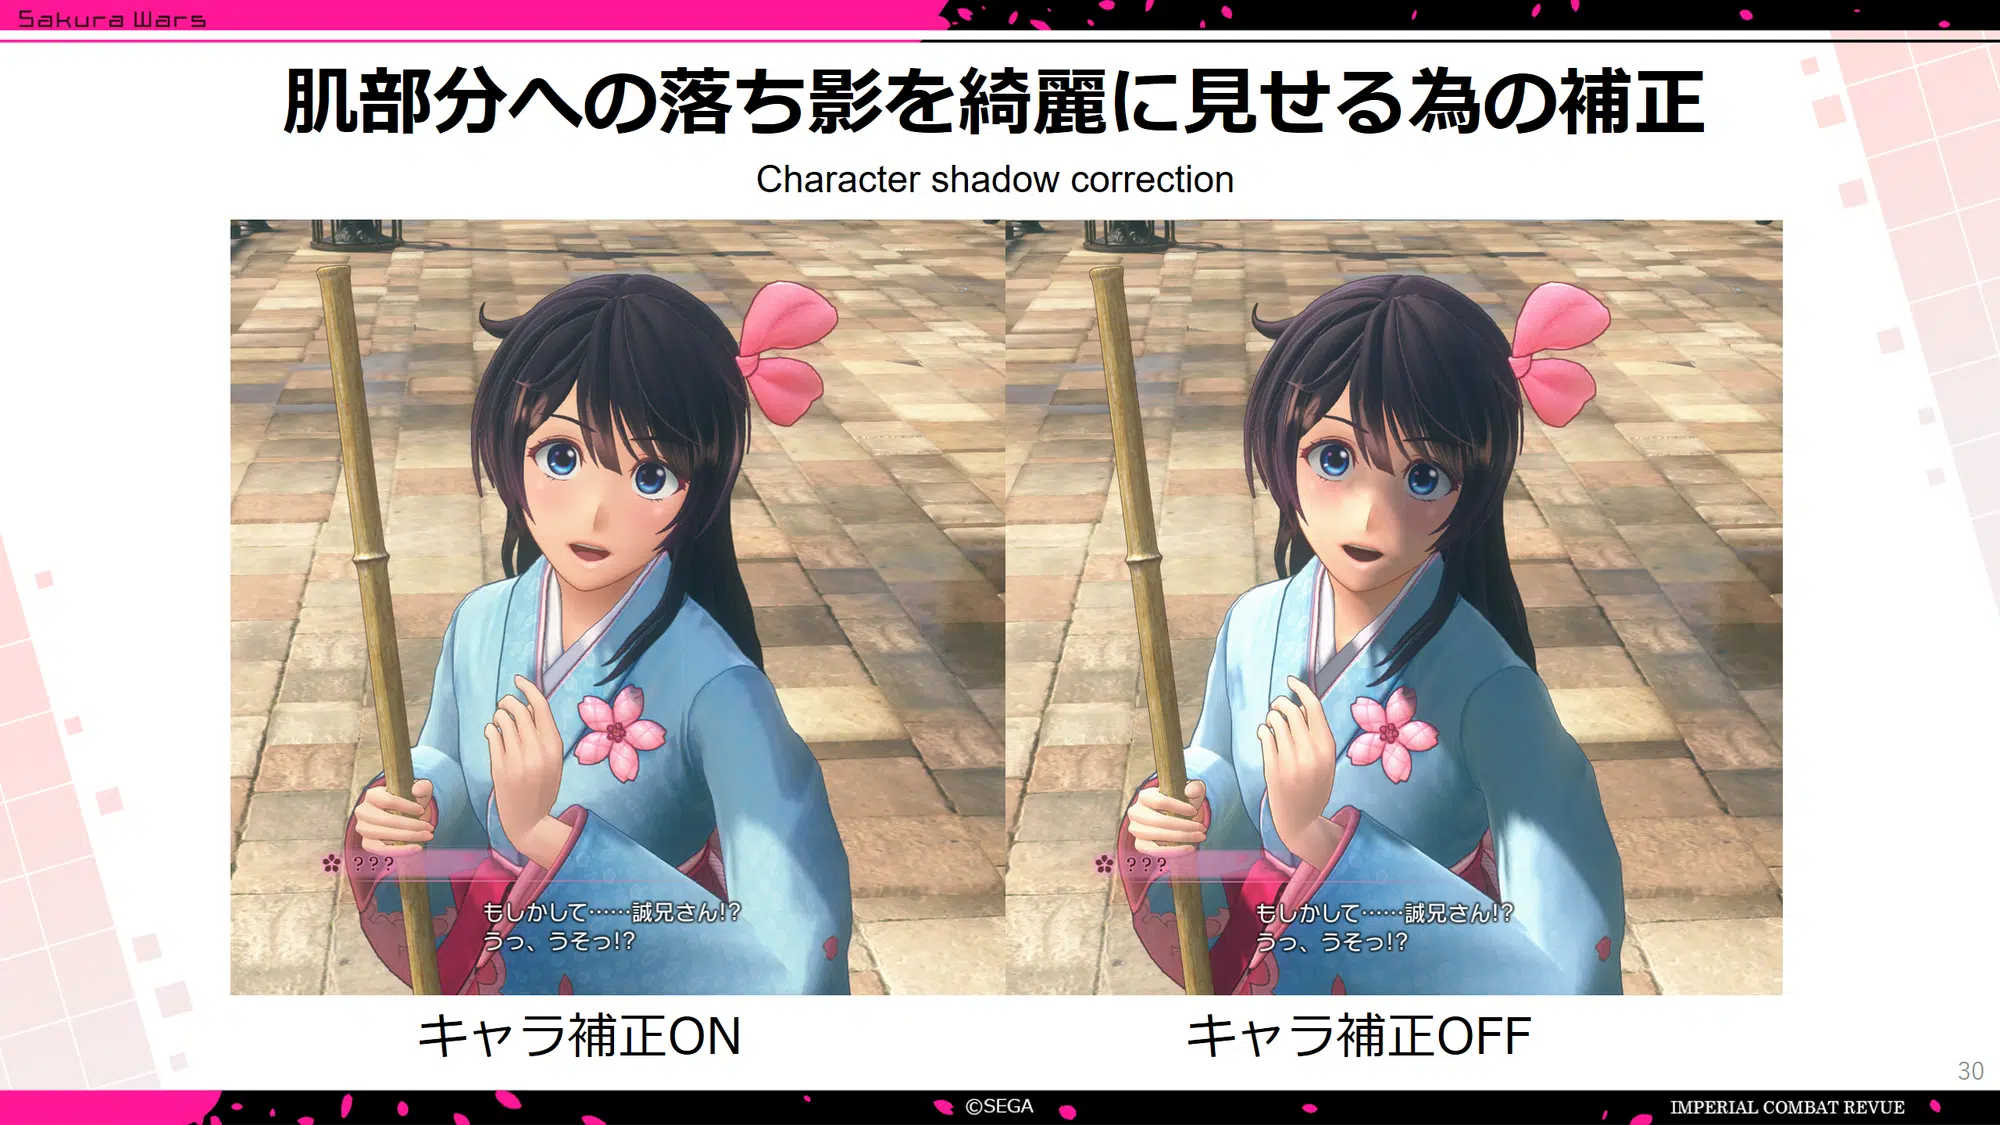 Sakura Wars
肌部分への落ち影を綺麗に見せる為の補正
Character shadow correction
???
もしかして……誠兄さん!?
うっ、うそっ!?
???
もしかして……誠兄さん!?
うっ、うそっ!?
キャラ補正ON
キャラ補正OFF
30
©SEGA
IMPERIAL COMBAT REVUE